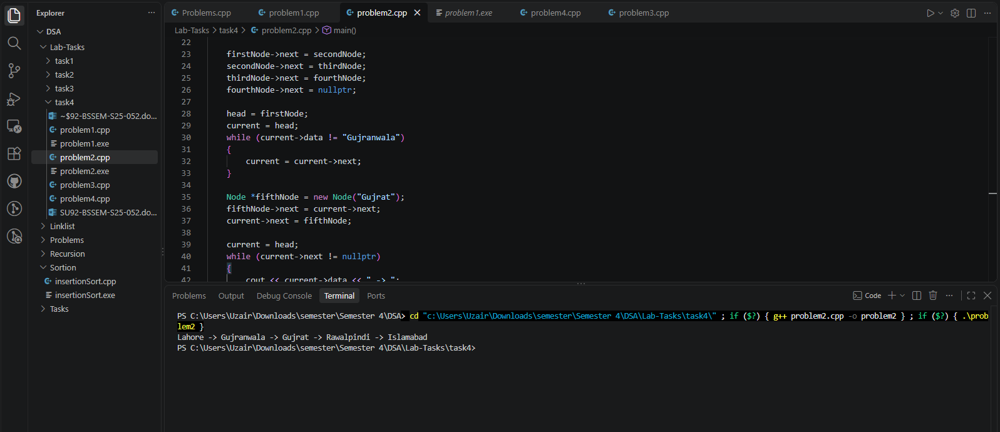 Explorer
DSA
Lab-Tasks
task1
task2
task3
task4
~$92-BSSEM-S25-052.do...
problem1.cpp
problem1.exe
problem2.cpp
problem2.exe
problem3.cpp
problem4.cpp
SU92-BSSEM-S25-052.do...
Linklist
Problems
Recursion
Sortion
insertionSort.cpp
insertionSort.exe
Tasks
Problems.cpp problem1.cpp problem2.cpp problem1.exe problem4.cpp problem3.cpp
Lab-Tasks > task4 > problem2.cpp > main()
22
23 firstNode->next = secondNode;
24 secondNode->next = thirdNode;
25 thirdNode->next = fourthNode;
26 fourthNode->next = nullptr;
27
28 head = firstNode;
29 current = head;
30 while (current->data != "Gujranwala")
31 {
32 current = current->next;
33 }
34
35 Node *fifthNode = new Node("Gujrat");
36 fifthNode->next = current->next;
37 current->next = fifthNode;
38
39 current = head;
40 while (current->next != nullptr)
41 {
42 cout << current->data << " -> ";
Problems Output Debug Console Terminal Ports Code
PS C:\Users\Uzair\Downloads\semester\Semester 4\DSA> cd "c:\Users\Uzair\Downloads\semester\Semester 4\DSA\Lab-Tasks\task4\" ; if ($?) { g++ problem2.cpp -o problem2 } ; if ($?) { .\prob
lem2 }
Lahore -> Gujranwala -> Gujrat -> Rawalpindi -> Islamabad
PS C:\Users\Uzair\Downloads\semester\Semester 4\DSA\Lab-Tasks\task4>